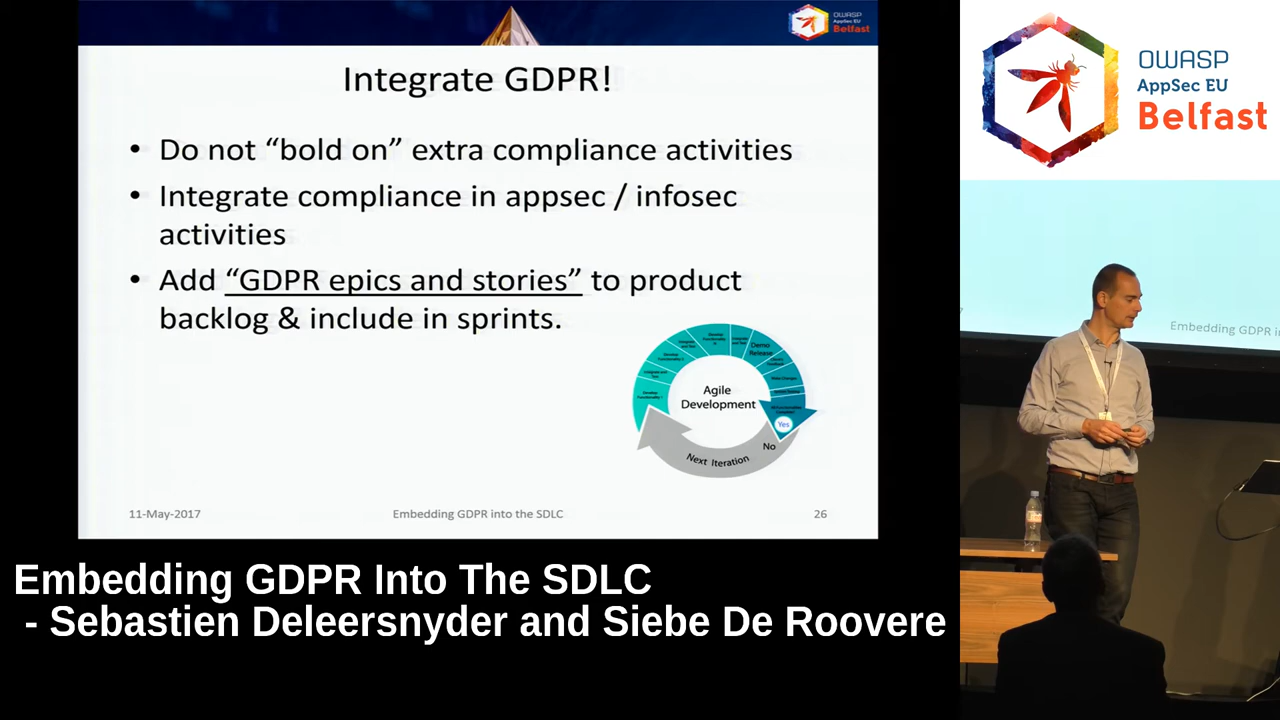 OWASP
AppSec EU
Belfast
Integrate GDPR!
• Do not “bold on” extra compliance activities
• Integrate compliance in appsec / infosec
activities
• Add “GDPR epics and stories” to product
backlog & include in sprints.
Demo
Release
Agile
Development
Yes
No
Next Iteration
11-May-2017
Embedding GDPR into the SDLC
26
OWASP
AppSec EU
Belfast
Embedding GDPR in
Embedding GDPR Into The SDLC
- Sebastien Deleersnyder and Siebe De Roovere